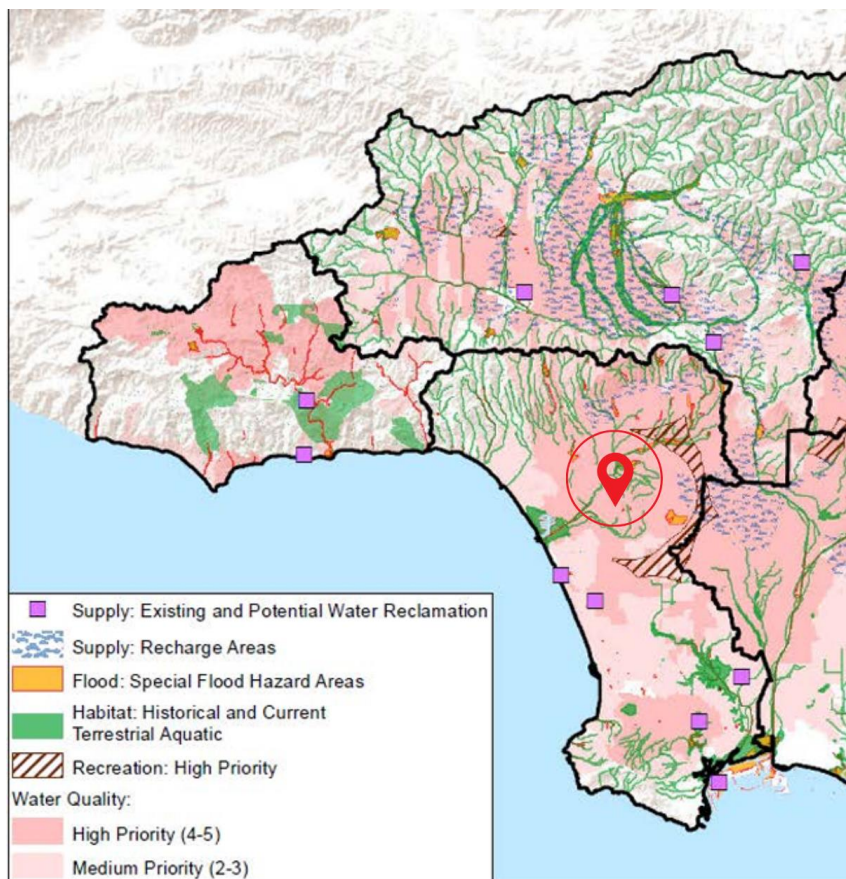 Supply: Existing and Potential Water Reclamation
Supply: Recharge Areas
Flood: Special Flood Hazard Areas
Habitat: Historical and Current
Terrestrial Aquatic
Recreation: High Priority
Water Quality:
High Priority (4-5)
Medium Priority (2-3)